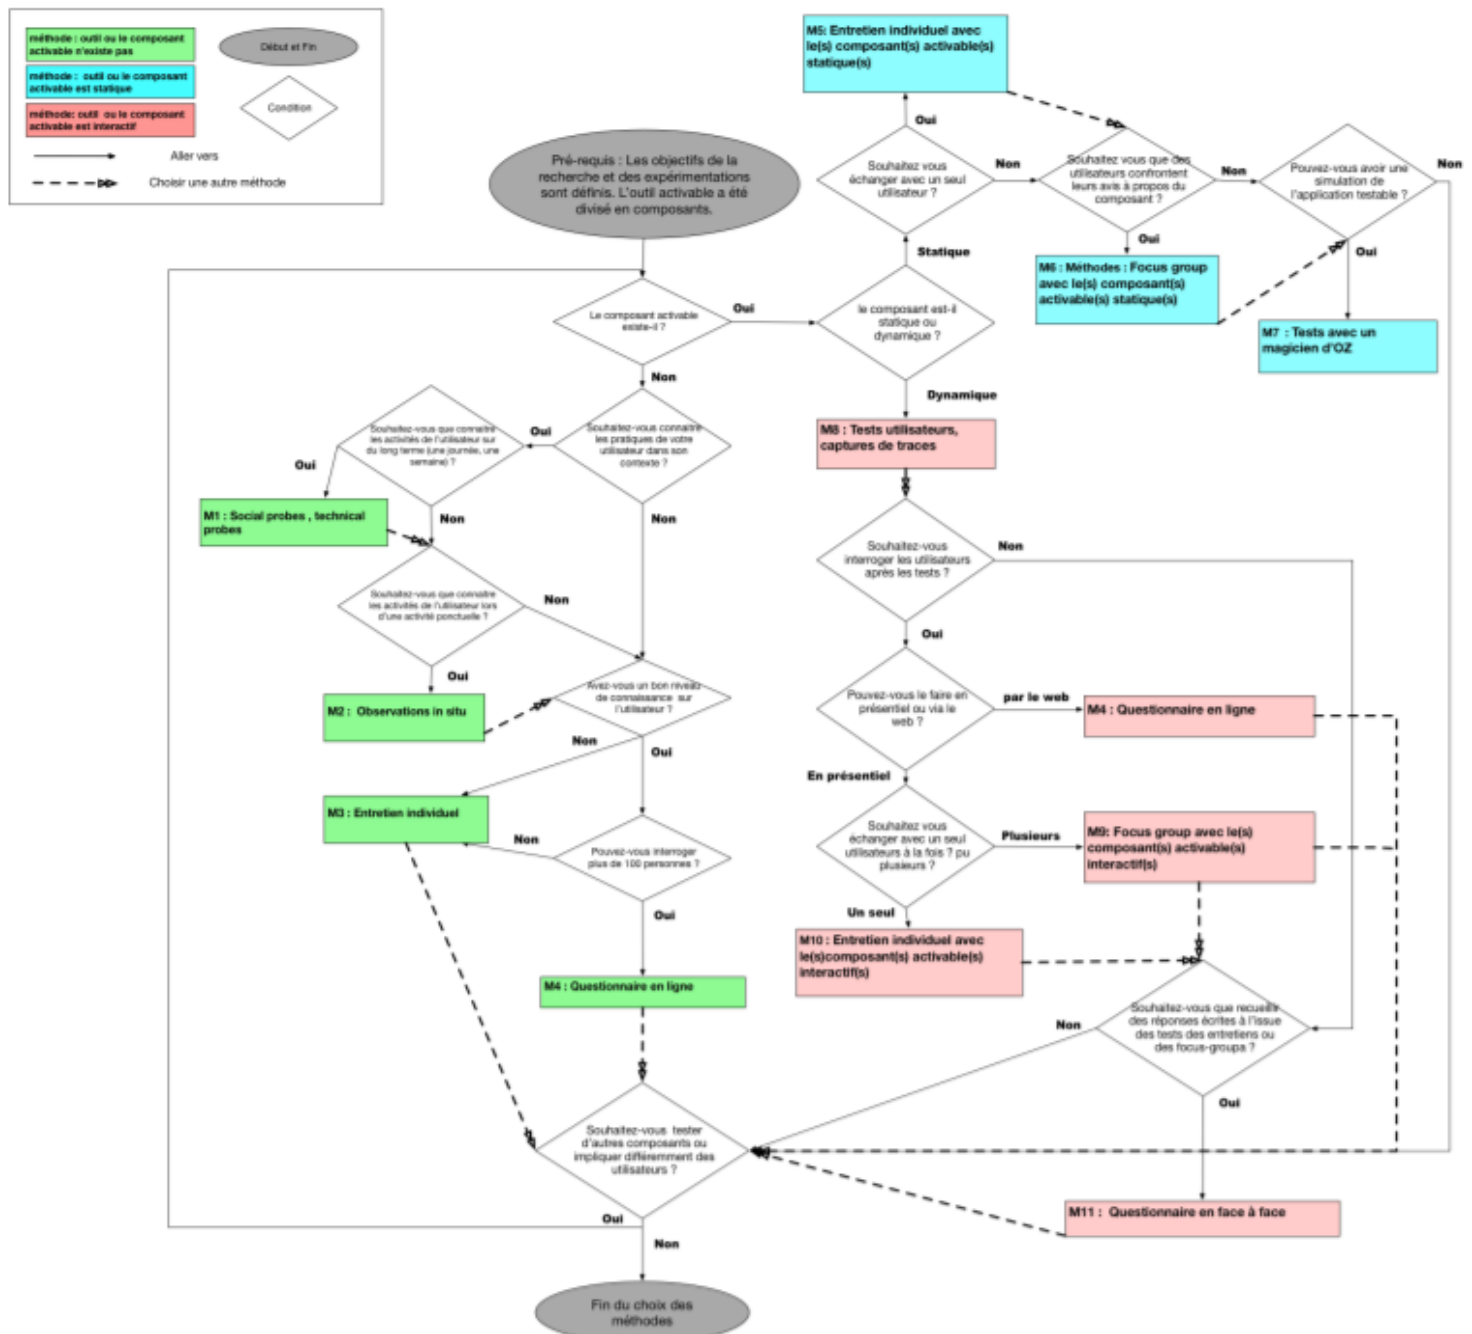 méthode : outil ou le composant
activable n'existe pas
méthode : outil ou le composant
activable est statique
méthode: outil ou le composant
activable est interactif
Début et Fin
Condition
Aller vers
Choisir une autre méthode
Pré-requis : Les objectifs de la
recherche et des expérimentations
sont définis. L'outil activable a été
divisé en composants.
M5: Entretien individuel avec
le(s) composant(s) activable(s)
statique(s)
Oui
Souhaitez vous
échanger avec un seul
utilisateur ?
Non
Souhaitez vous que des
utilisateurs confrontent
leurs avis à propos du
composant ?
Non
Pouvez-vous avoir une
simulation de
l'application testable ?
Non
Oui
Oui
Statique
M6 : Méthodes : Focus group
avec le(s) composant(s)
activable(s) statique(s)
M7 : Tests avec un
magicien d'OZ
Le composant activable
existe-il ?
Oui
le composant est-il
statique ou
dynamique ?
Non
Dynamique
Souhaitez-vous que connaitre
les activités de l'utilisateur sur
du long terme (une journée, une
semaine) ?
Oui
Souhaitez-vous connaitre
les pratiques de votre
utilisateur dans son
contexte ?
M8 : Tests utilisateurs,
captures de traces
Oui
M1 : Social probes , technical
probes
Non
Non
Souhaitez-vous
interroger les utilisateurs
après les tests ?
Non
Souhaitez-vous que connaitre
les activités de l'utilisateur lors
d'une activité ponctuelle ?
Non
Oui
Oui
M2 : Observations in situ
Avez-vous un bon niveau
de connaissance sur
l'utilisateur ?
Pouvez-vous le faire en
présentiel ou via le
web ?
par le web
M4 : Questionnaire en ligne
Non
Oui
En présentiel
M3 : Entretien individuel
Non
Pouvez-vous interroger
plus de 100 personnes ?
Souhaitez vous
échanger avec un seul
utilisateurs à la fois ? pu
plusieurs ?
Plusieurs
M9: Focus group avec le(s)
composant(s) activable(s)
interactif(s)
Oui
Un seul
M10 : Entretien individuel avec
le(s)composant(s) activable(s)
interactif(s)
M4 : Questionnaire en ligne
Souhaitez-vous que recueillir
des réponses écrites à l'issue
des tests des entretiens ou
des focus-groupa ?
Non
Oui
Souhaitez-vous tester
d'autres composants ou
impliquer différemment des
utilisateurs ?
M11 : Questionnaire en face à face
Oui
Non
Fin du choix des
méthodes